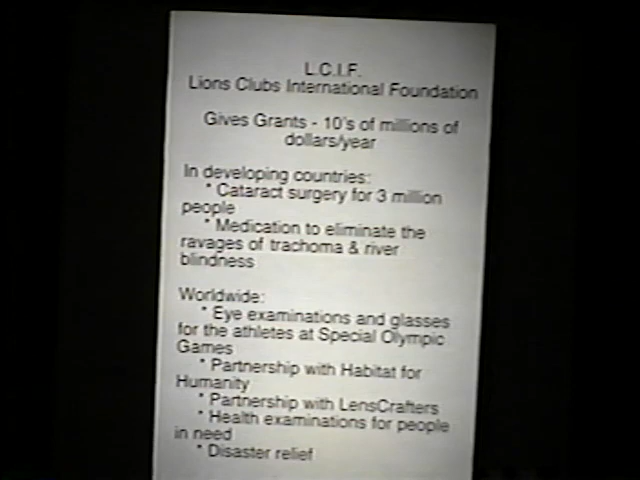 L.C.I.F.
Lions Clubs International Foundation
Gives Grants - 10's of millions of
dollars/year
In developing countries:
* Cataract surgery for 3 million
people
* Medication to eliminate the
ravages of trachoma & river
blindness
Worldwide:
* Eye examinations and glasses
for the athletes at Special Olympic
Games
* Partnership with Habitat for
Humanity
* Partnership with LensCrafters
* Health examinations for people
in need
* Disaster relief